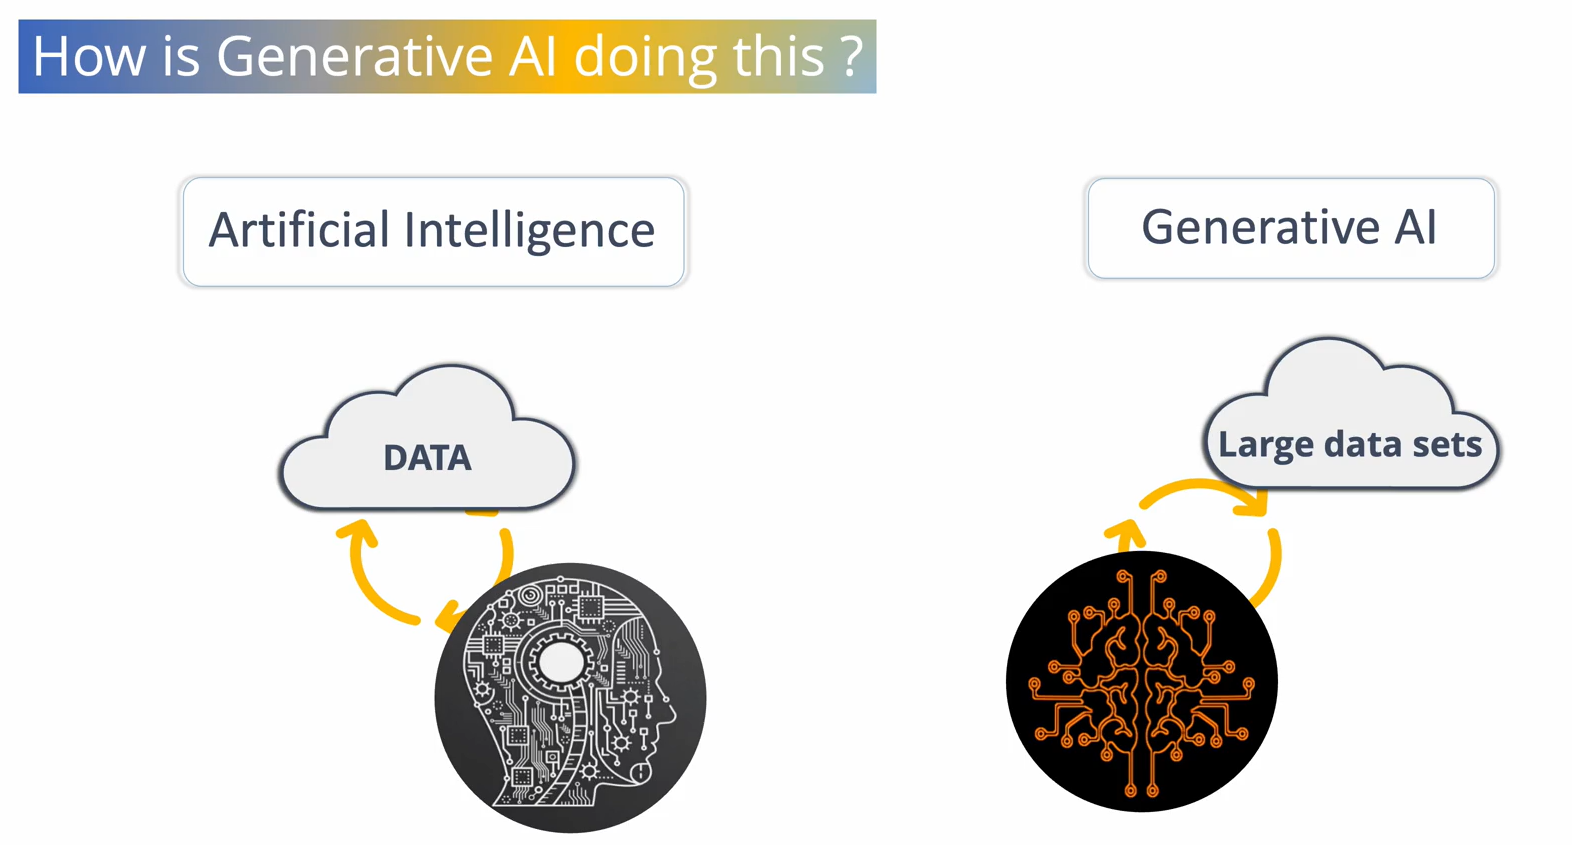 How is Generative AI doing this ?
Artificial Intelligence
Generative AI
DATA
Large data sets